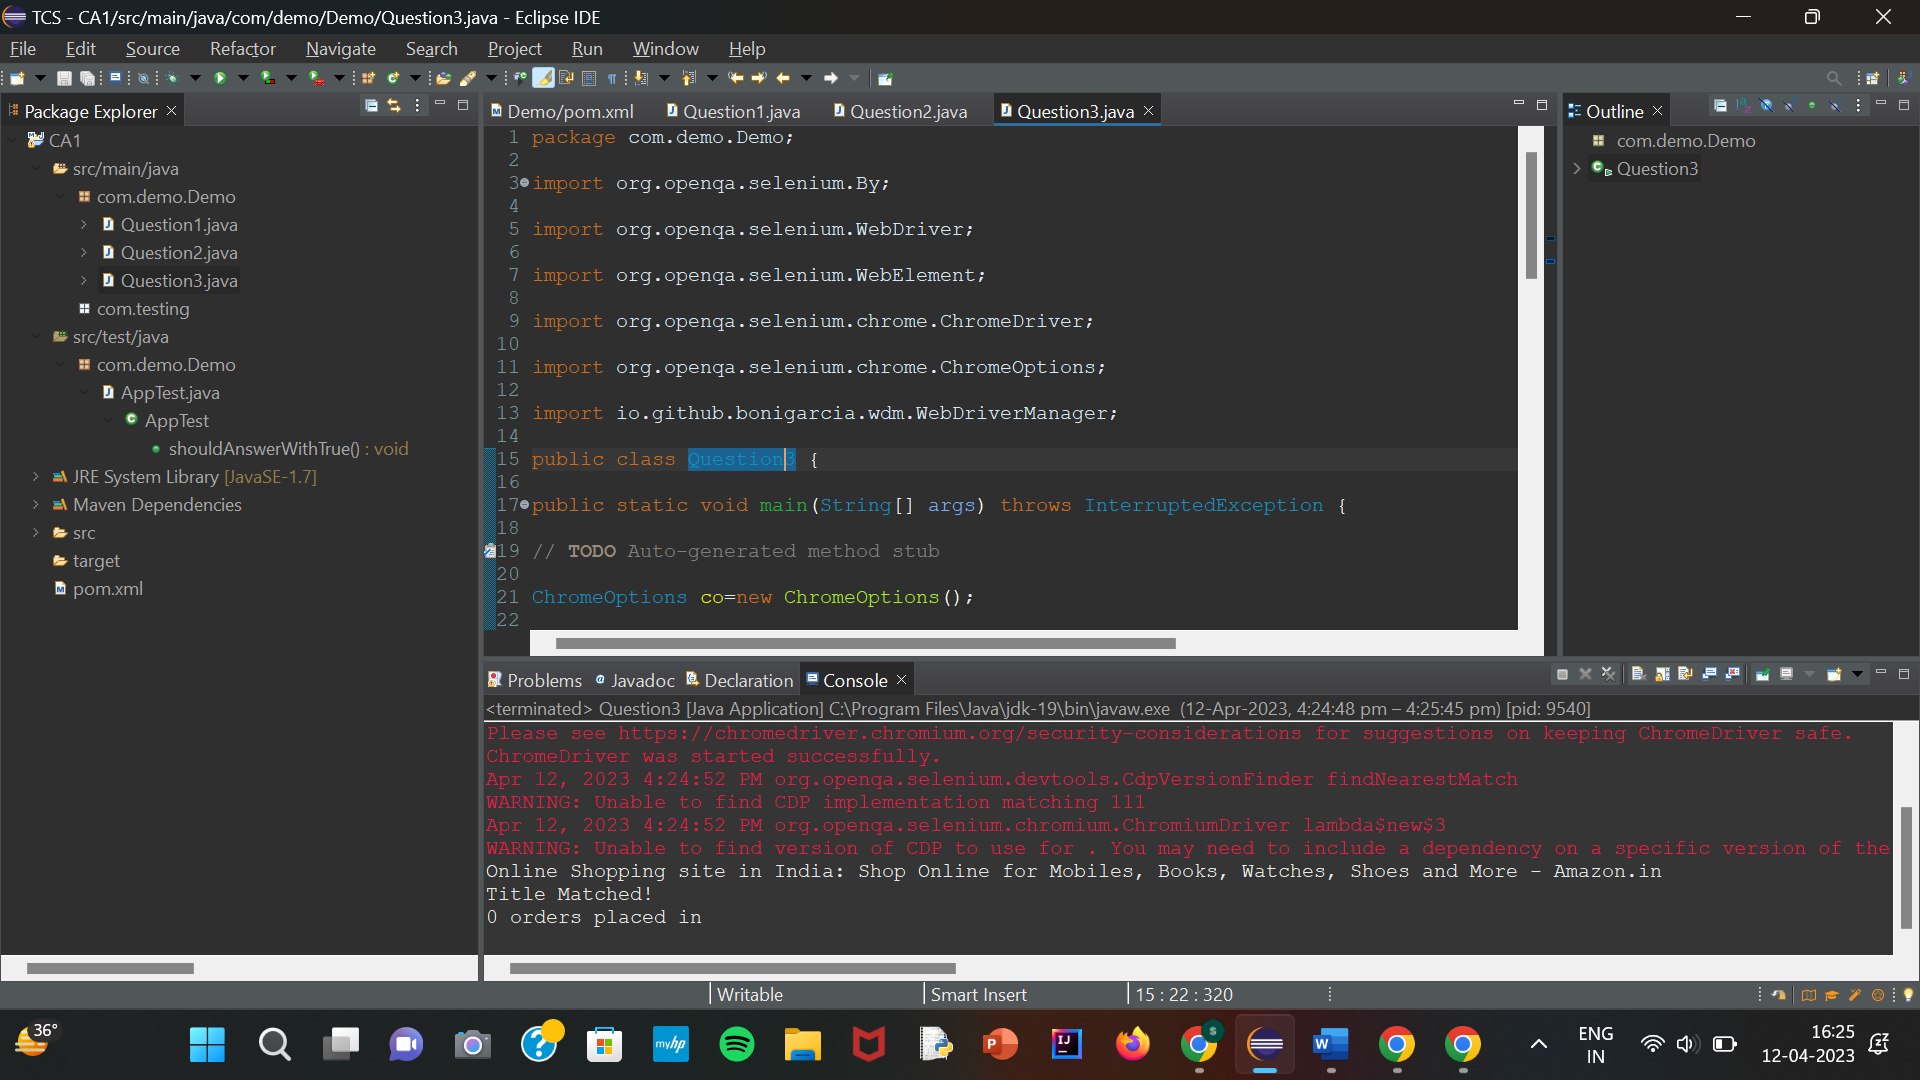 TCS - CA1/src/main/java/com/demo/Demo/Question3.java - Eclipse IDE
File Edit Source Refactor Navigate Search Project Run Window Help
Package Explorer
CA1
src/main/java
com.demo.Demo
Question1.java
Question2.java
Question3.java
com.testing
src/test/java
com.demo.Demo
AppTest.java
AppTest
shouldAnswerWithTrue() : void
JRE System Library [JavaSE-1.7]
Maven Dependencies
src
target
pom.xml
Demo/pom.xml Question1.java Question2.java Question3.java
1 package com.demo.Demo;
2
3 import org.openqa.selenium.By;
4
5 import org.openqa.selenium.WebDriver;
6
7 import org.openqa.selenium.WebElement;
8
9 import org.openqa.selenium.chrome.ChromeDriver;
10
11 import org.openqa.selenium.chrome.ChromeOptions;
12
13 import io.github.bonigarcia.wdm.WebDriverManager;
14
15 public class Question3 {
16
17 public static void main(String[] args) throws InterruptedException {
18
19 // TODO Auto-generated method stub
20
21 ChromeOptions co=new ChromeOptions();
22
Outline
com.demo.Demo
Question3
Problems Javadoc Declaration Console
<terminated> Question3 [Java Application] C:\Program Files\Java\jdk-19\bin\javaw.exe (12-Apr-2023, 4:24:48 pm – 4:25:45 pm) [pid: 9540]
Please see https://chromedriver.chromium.org/security-considerations for suggestions on keeping ChromeDriver safe.
ChromeDriver was started successfully.
Apr 12, 2023 4:24:52 PM org.openqa.selenium.devtools.CdpVersionFinder findNearestMatch
WARNING: Unable to find CDP implementation matching 111
Apr 12, 2023 4:24:52 PM org.openqa.selenium.chromium.ChromiumDriver lambda$new$3
WARNING: Unable to find version of CDP to use for . You may need to include a dependency on a specific version of the
Online Shopping site in India: Shop Online for Mobiles, Books, Watches, Shoes and More - Amazon.in
Title Matched!
0 orders placed in
Writable Smart Insert 15 : 22 : 320
36°
myhp
S
ENG
IN
16:25
12-04-2023